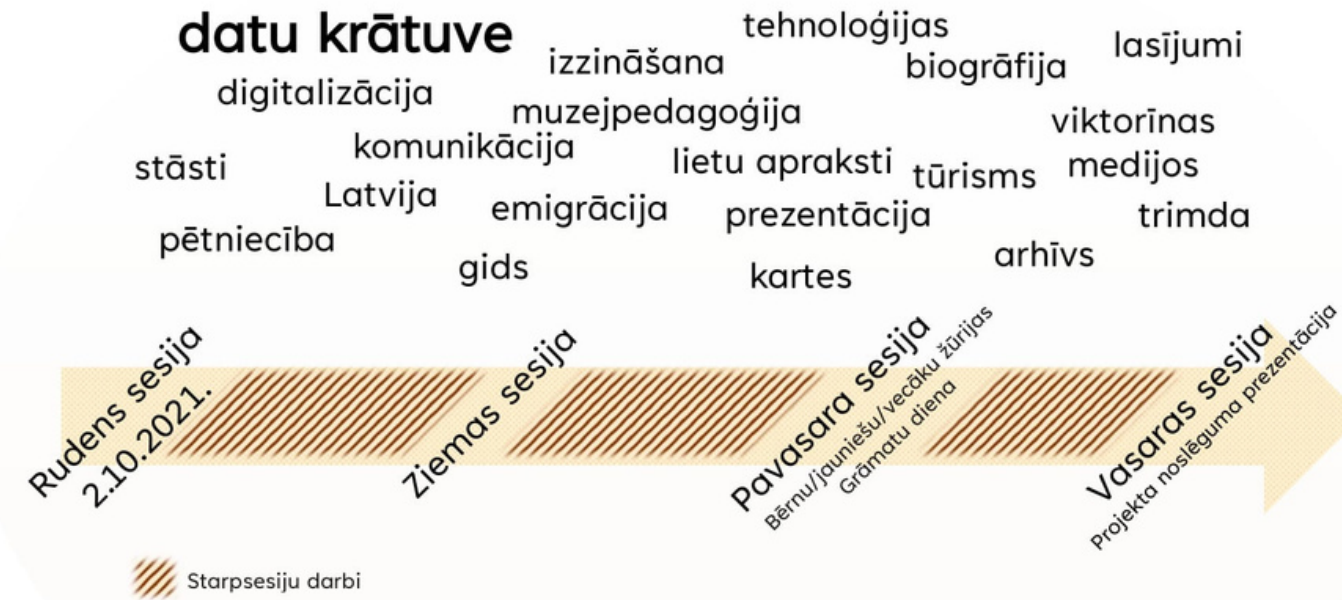 datu krātuve
tehnoloģijas
lasījumi
izzināšana
biogrāfija
digitalizācija
muzejpedagoģija
viktorīnas
komunikācija
lietu apraksti
stāsti
tūrisms
medijos
Latvija
emigrācija
prezentācija
trimda
pētniecība
gids
kartes
arhīvs
Rudens sesija
2.10.2021.
Ziemas sesija
Pavasara sesija
Bērnu/jauniešu/vecāku žūrijas
Grāmatu diena
Vasaras sesija
Projekta noslēguma prezentācija
Starpsesiju darbi